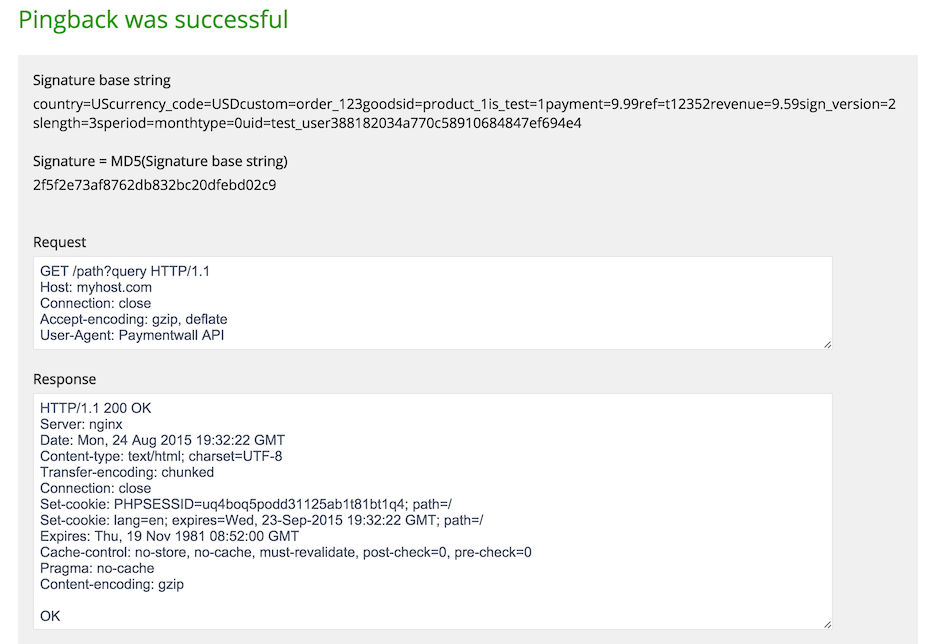 Pingback was successful
Signature base string
country=UScurrency_code=USDcustom=order_123goodsid=product_1is_test=1payment=9.99ref=t12352revenue=9.59sign_version=2
slength=3speriod=monthtype=0uid=test_user388182034a770c58910684847ef694e4
Signature = MD5(Signature base string)
2f5f2e73af8762db832bc20dfebd02c9
Request
GET /path?query HTTP/1.1
Host: myhost.com
Connection: close
Accept-encoding: gzip, deflate
User-Agent: Paymentwall API
Response
HTTP/1.1 200 OK
Server: nginx
Date: Mon, 24 Aug 2015 19:32:22 GMT
Content-type: text/html; charset=UTF-8
Transfer-encoding: chunked
Connection: close
Set-cookie: PHPSESSID=uq4boq5podd31125ab1t81bt1q4; path=/
Set-cookie: lang=en; expires=Wed, 23-Sep-2015 19:32:22 GMT; path=/
Expires: Thu, 19 Nov 1981 08:52:00 GMT
Cache-control: no-store, no-cache, must-revalidate, post-check=0, pre-check=0
Pragma: no-cache
Content-encoding: gzip
OK